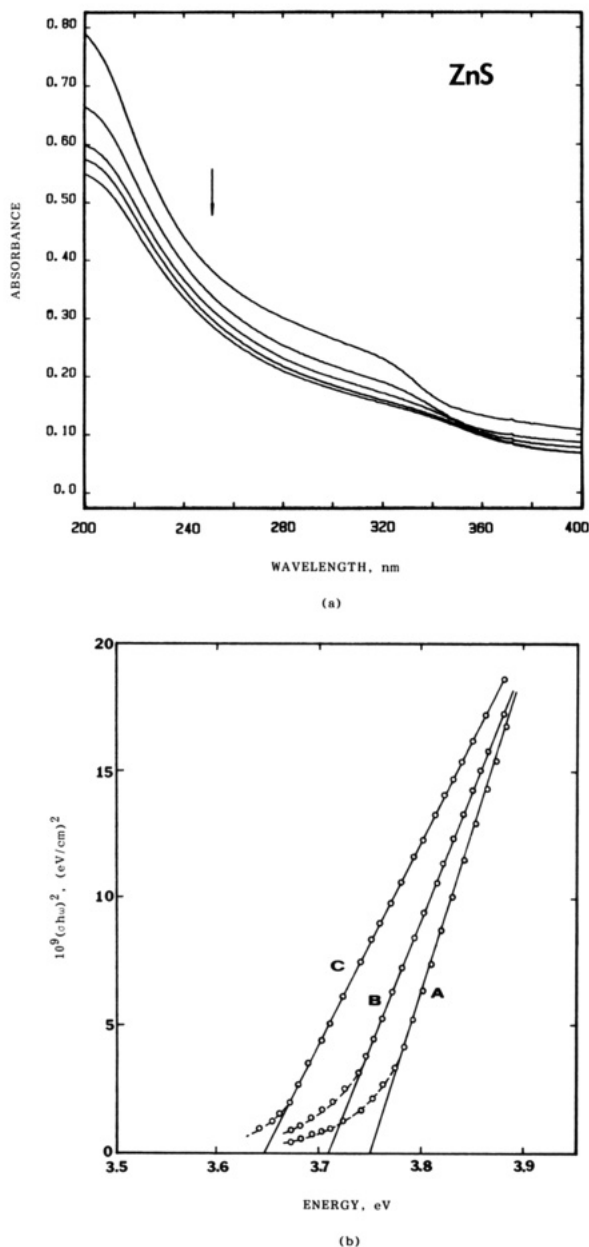 0.80
0.70
0.60
0.50
0.40
0.30
0.20
0.10
0.0
ABSORBANCE
ZnS
200 240 280 320 360 400
WAVELENGTH, nm
(a)
20
15
10
5
0
10⁹(σhω)², (eV/cm)²
C
B
A
3.5 3.6 3.7 3.8 3.9
ENERGY, eV
(b)